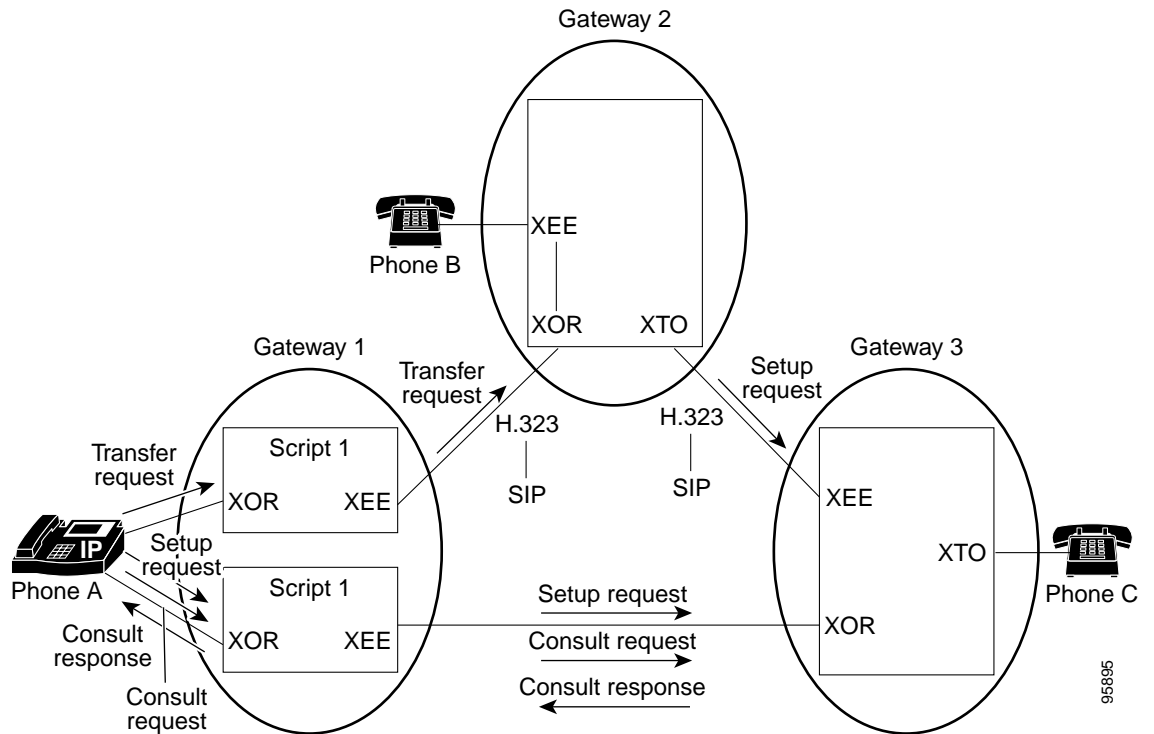 Gateway 2
XEE
Phone B
XOR XTO
Gateway 1
Gateway 3
Transfer
request
Setup
request
H.323
SIP
H.323
SIP
Script 1
XOR XEE
Transfer
request
IP
Phone A
Setup
request
Script 1
XOR XEE
Consult
response
Consult
request
Setup request
Consult request
Consult response
XEE
XTO
XOR
Phone C
95895